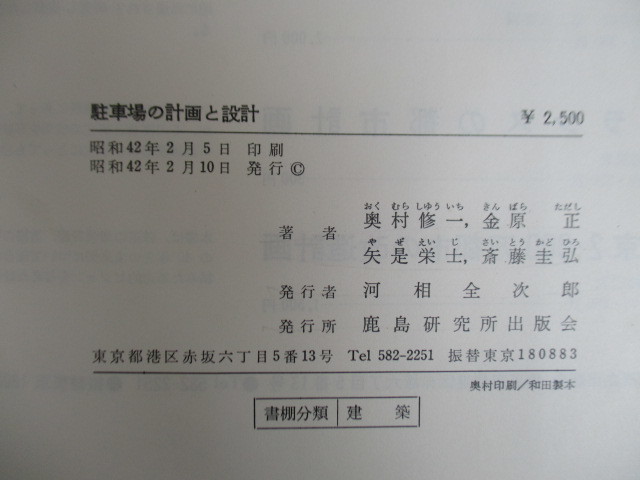 駐車場の計画と設計 ¥2,500
昭和42年2月5日 印刷
昭和42年2月10日 発行©
おく むら しゆう いち きん ばら ただし
著者 奥村修一, 金原 正
や ぜ えい じ さい とう かど ひろ
矢是栄士, 斎藤圭弘
発行者 河相全次郎
発行所 鹿島研究所出版会
東京都港区赤坂六丁目5番13号 Tel 582-2251 振替東京180883
奥村印刷/和田製本
書棚分類 建築